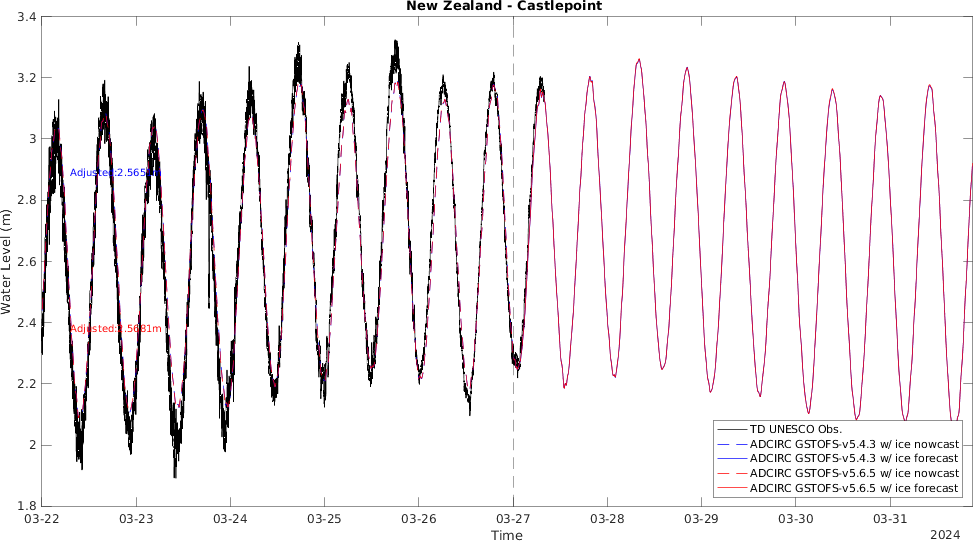 New Zealand - Castlepoint
3.4
3.2
3
2.8
2.6
2.4
2.2
2
1.8
Water Level (m)
Adjusted:2.565
Adjusted:2.5681m
TD UNESCO Obs.
ADCIRC GSTOFS-v5.4.3 w/ ice nowcast
ADCIRC GSTOFS-v5.4.3 w/ ice forecast
ADCIRC GSTOFS-v5.6.5 w/ ice nowcast
ADCIRC GSTOFS-v5.6.5 w/ ice forecast
03-22 03-23 03-24 03-25 03-26 03-27 03-28 03-29 03-30 03-31
Time
2024